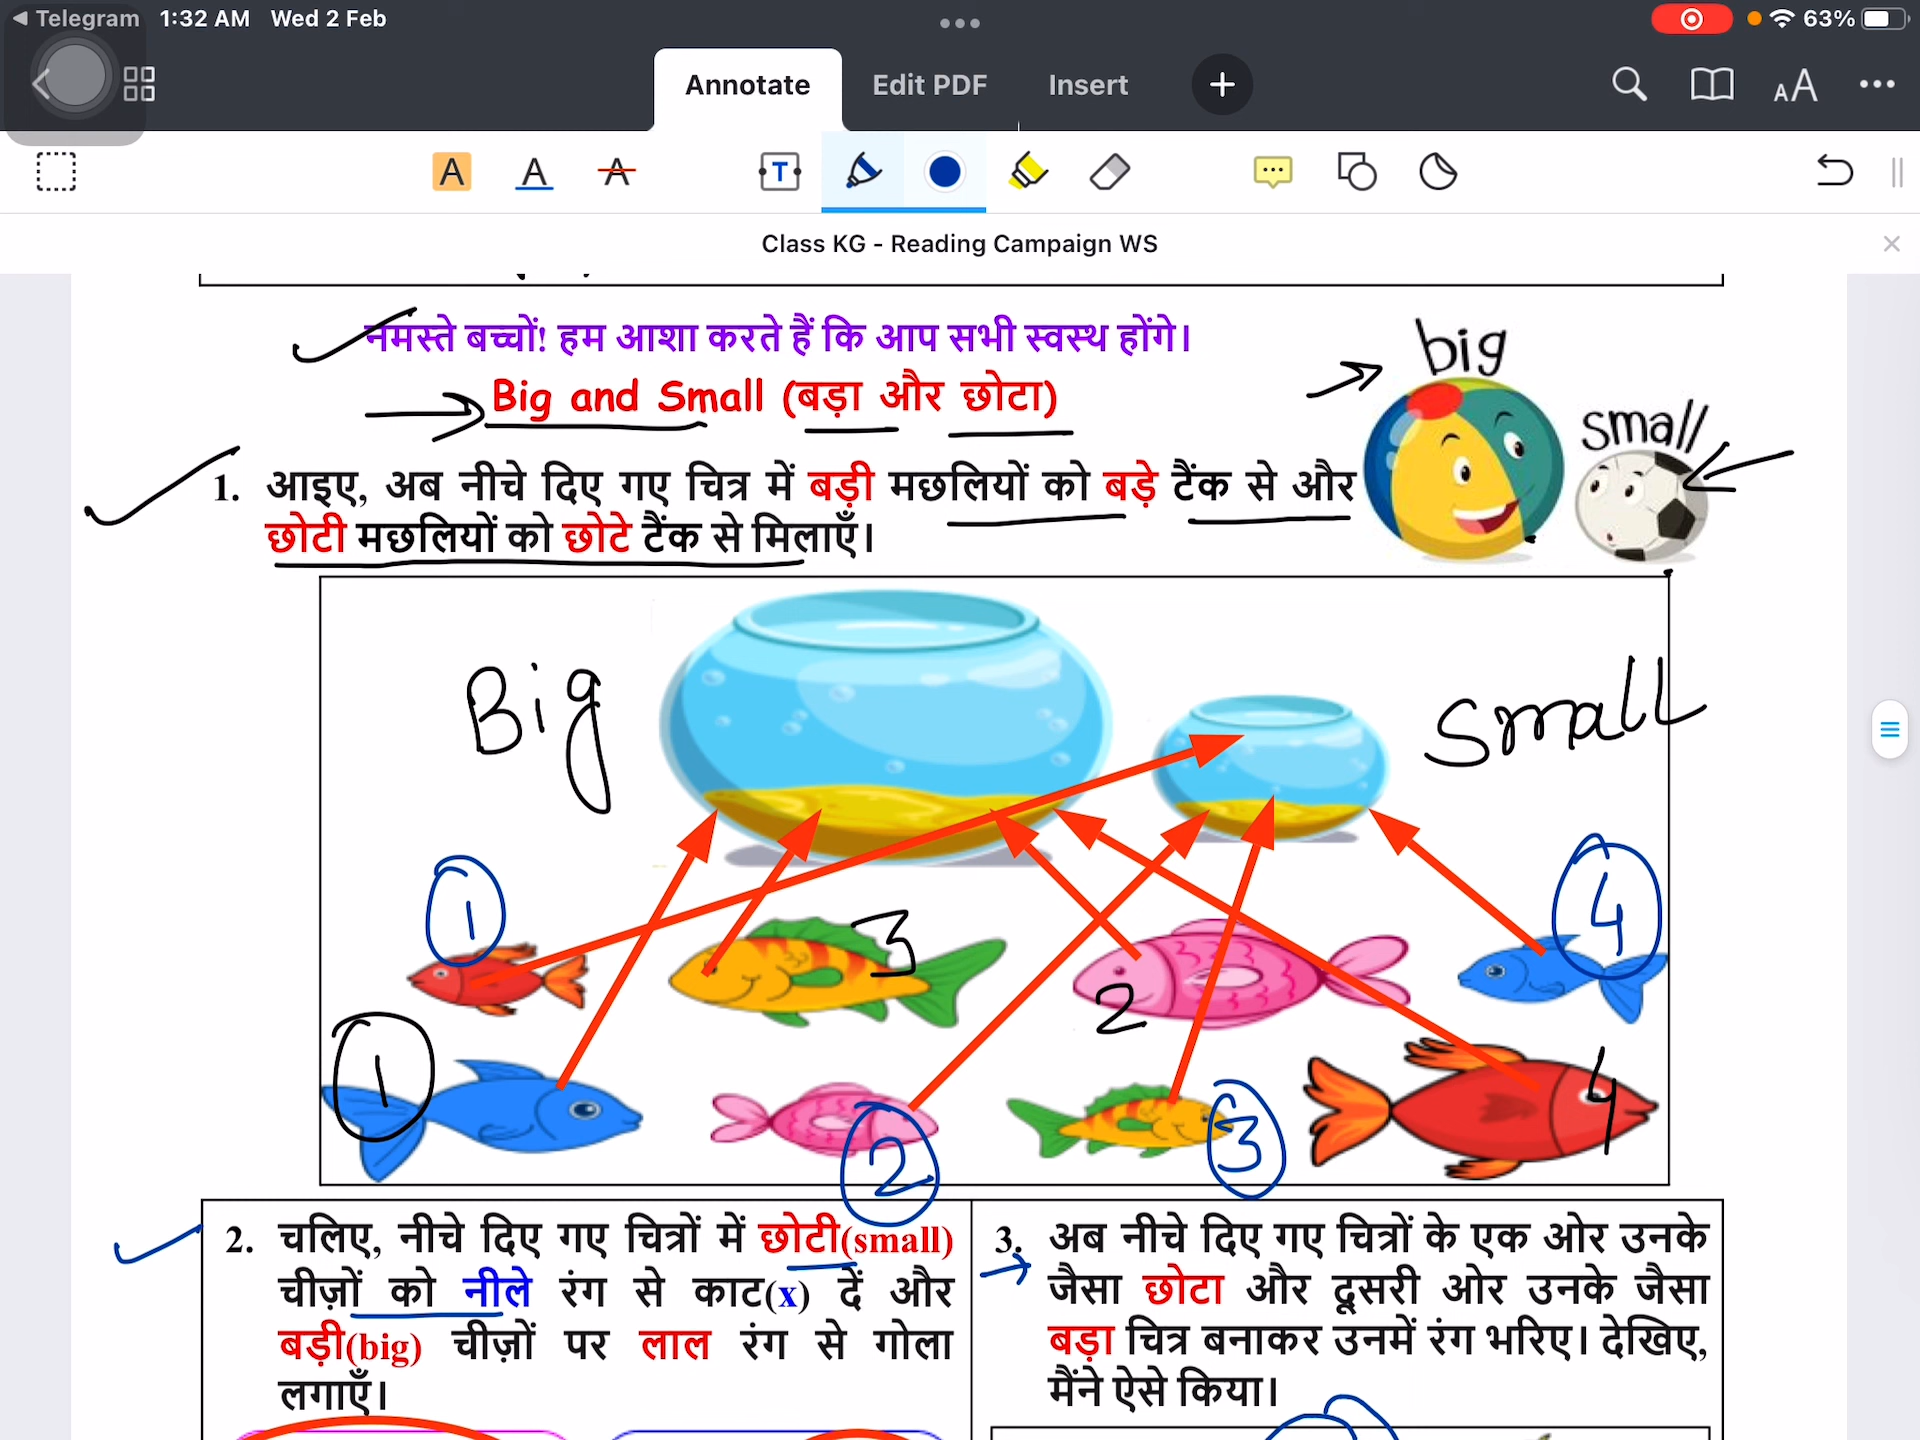 Telegram 1:32 AM Wed 2 Feb 63%
Annotate Edit PDF Insert
Class KG - Reading Campaign WS
नमस्ते बच्चों! हम आशा करते हैं कि आप सभी स्वस्थ होंगे।
Big and Small (बड़ा और छोटा)
big
small
1. आइए, अब नीचे दिए गए चित्र में बड़ी मछलियों को बड़े टैंक से और
छोटी मछलियों को छोटे टैंक से मिलाएँ।
Big
Small
1
3
2
4
1
2
3
4
2. चलिए, नीचे दिए गए चित्रों में छोटी(small)
चीज़ों को नीले रंग से काट(x) दें और
बड़ी(big) चीज़ों पर लाल रंग से गोला
लगाएँ।
3. अब नीचे दिए गए चित्रों के एक ओर उनके
जैसा छोटा और दूसरी ओर उनके जैसा
बड़ा चित्र बनाकर उनमें रंग भरिए। देखिए,
मैंने ऐसे किया।